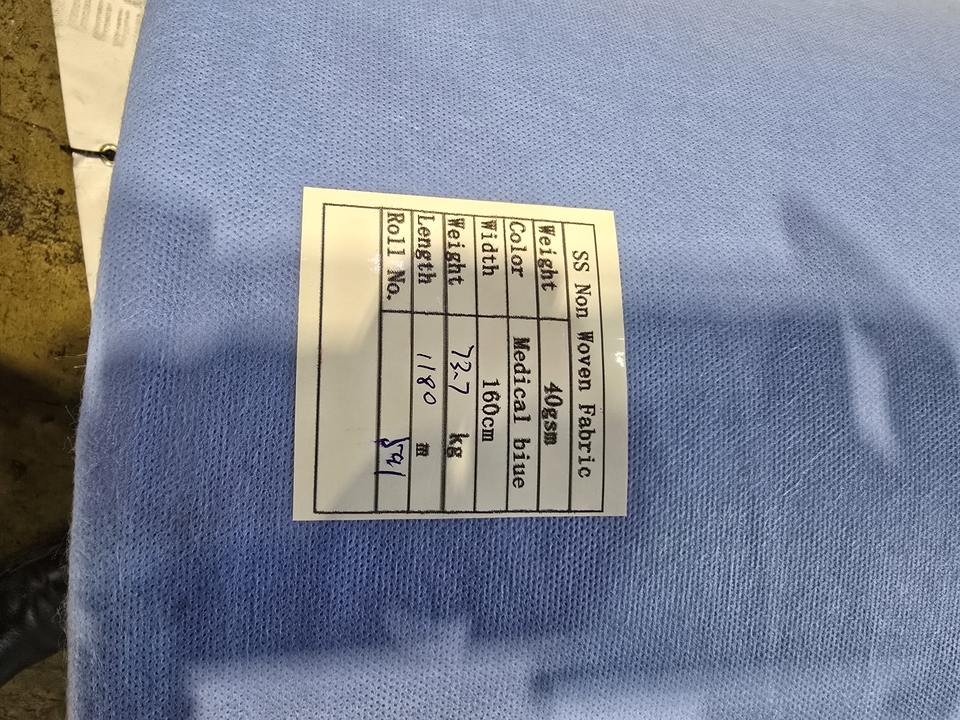 SS Non Woven Fabric
Weight 40gsm
Color Medical biue
Width 160cm
Weight 73.7 kg
Length 1180 m
Roll No.